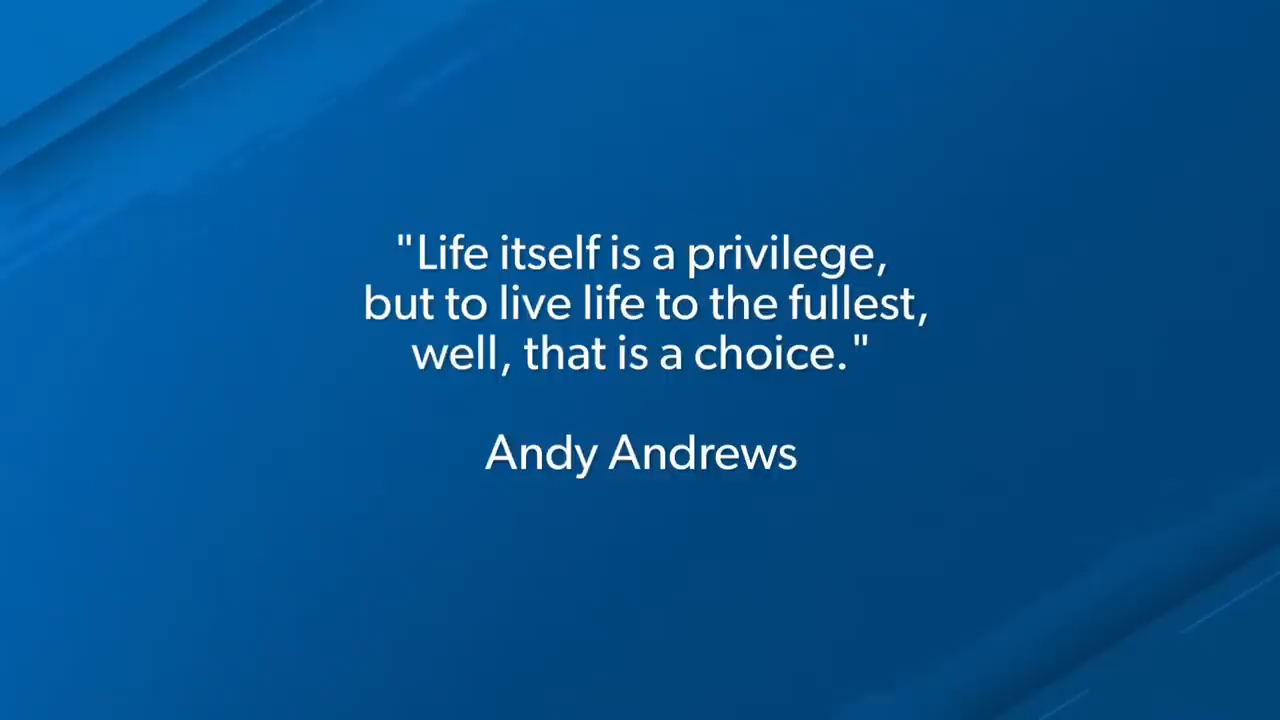 "Life itself is a privilege,
but to live life to the fullest,
well, that is a choice."
Andy Andrews